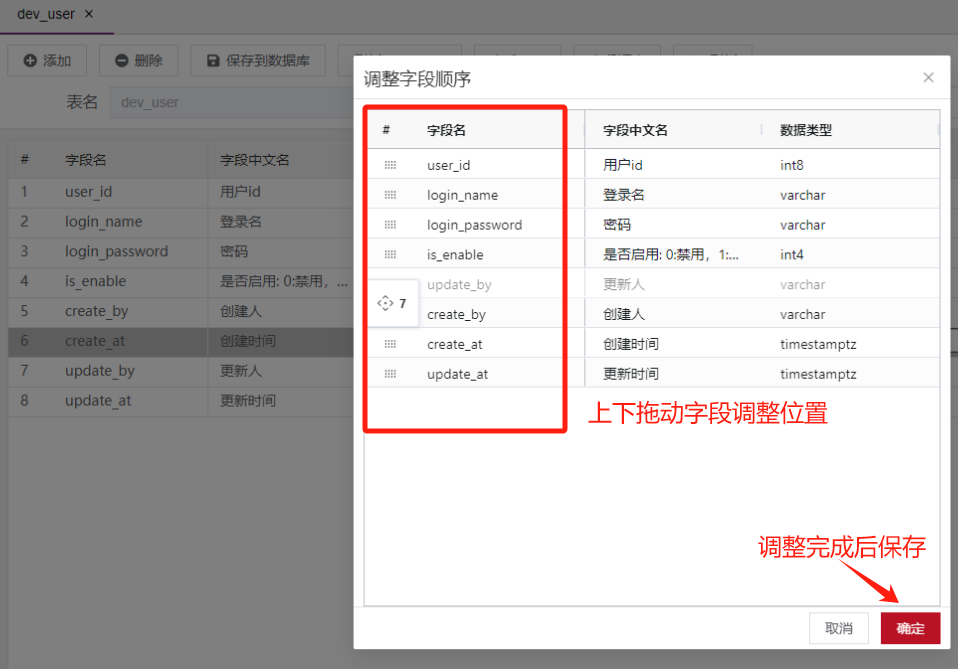 dev_user ×
添加 删除 保存到数据库
表名 dev_user
# 字段名 字段中文名
1 user_id 用户id
2 login_name 登录名
3 login_password 密码
4 is_enable 是否启用: 0:禁用, ...
5 create_by 创建人
6 create_at 创建时间
7 update_by 更新人
8 update_at 更新时间
调整字段顺序 ×
# 字段名 字段中文名 数据类型
user_id 用户id int8
login_name 登录名 varchar
login_password 密码 varchar
is_enable 是否启用: 0:禁用, 1:... int4
update_by 更新人 varchar
7
create_by 创建人 varchar
create_at 创建时间 timestamptz
update_at 更新时间 timestamptz
上下拖动字段调整位置
调整完成后保存
取消 确定